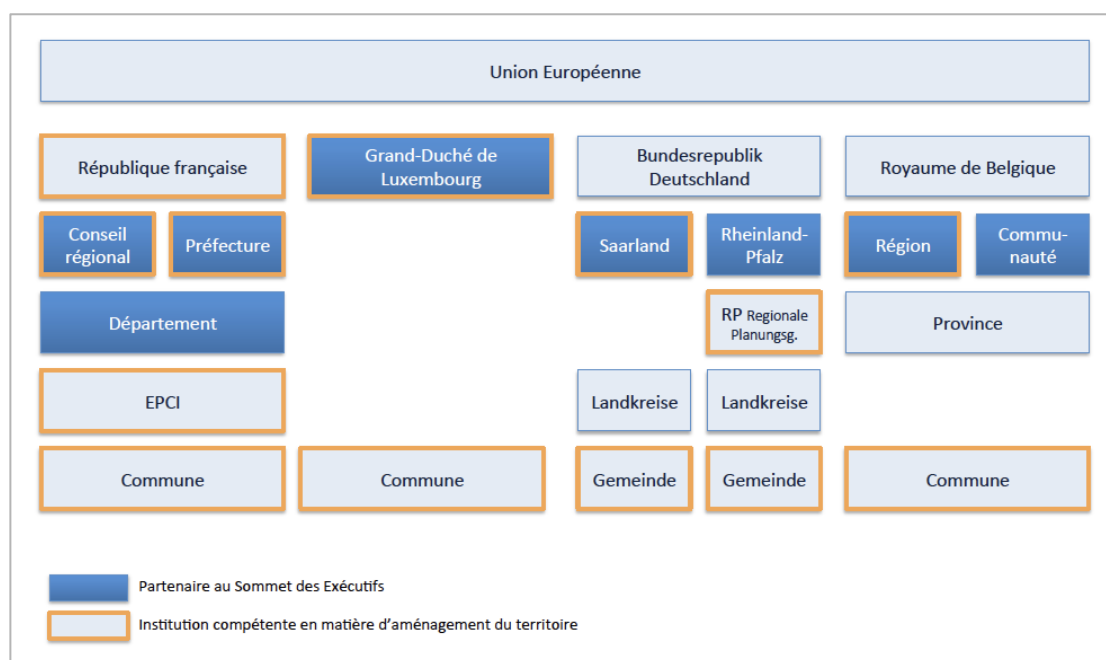 Union Européenne
République française
Grand-Duché de
Luxembourg
Bundesrepublik
Deutschland
Royaume de Belgique
Conseil
régional
Préfecture
Saarland
Rheinland-
Pfalz
Région
Commu-
nauté
Département
RP Regionale
Planungsg.
Province
EPCI
Landkreise
Landkreise
Commune
Commune
Gemeinde
Gemeinde
Commune
Partenaire au Sommet des Exécutifs
Institution compétente en matière d'aménagement du territoire